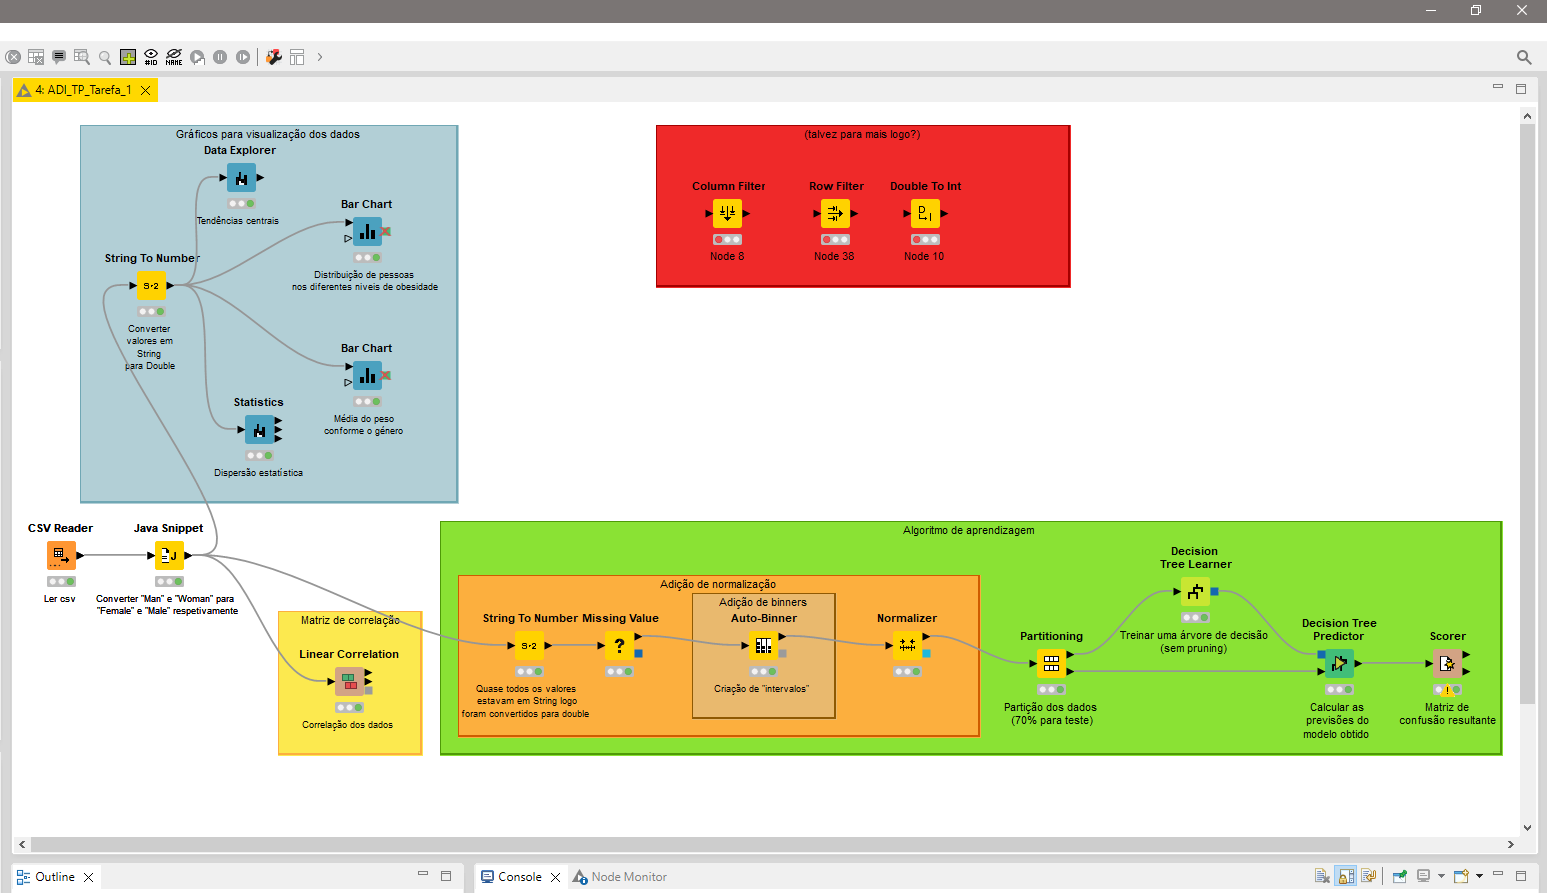 #ID
NAME
4: ADI_TP_Tarefa_1
Gráficos para visualização dos dados
Data Explorer
Tendências centrais
Bar Chart
Distribuição de pessoas
nos diferentes niveis de obesidade
String To Number
S›2
Converter
valores em
String
para Double
Bar Chart
Média do peso
conforme o género
Statistics
Dispersão estatística
(talvez para mais logo?)
Column Filter
Row Filter
Double To Int
D
I
Node 8
Node 38
Node 10
CSV Reader
Java Snippet
J
Ler csv
Converter "Man" e "Woman" para
"Female" e "Male" respetivamente
Matriz de correlação
Linear Correlation
Correlação dos dados
Algoritmo de aprendizagem
Adição de normalização
String To Number
S›2
Quase todos os valores
estavam em String logo
foram convertidos para double
Missing Value
?
Adição de binners
Auto-Binner
Criação de "intervalos"
Normalizer
Partitioning
Partição dos dados
(70% para teste)
Decision
Tree Learner
Treinar uma árvore de decisão
(sem pruning)
Decision Tree
Predictor
Calcular as
previsões do
modelo obtido
Scorer
Matriz de
confusão resultante
Outline
Console
Node Monitor